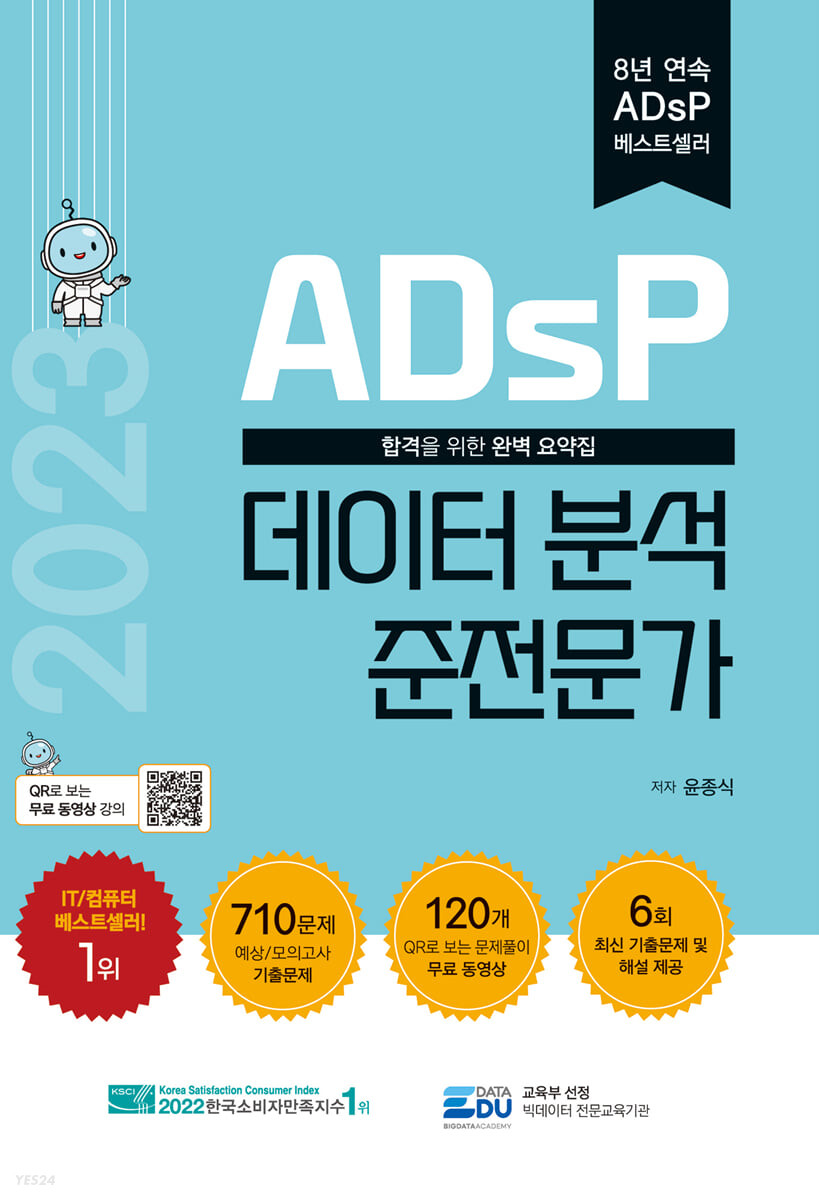 8년 연속
ADsP
베스트셀러
ADsP
2023
합격을 위한 완벽 요약집
데이터 분석
준전문가
저자 윤종식
QR로 보는
무료 동영상 강의
IT/컴퓨터
베스트셀러!
1위
710문제
예상/모의고사
기출문제
120개
QR로 보는 문제풀이
무료 동영상
6회
최신 기출문제 및
해설 제공
KSCI
Korea Satisfaction Consumer Index
2022한국소비자만족지수1위
DATA
EDU
BIGDATAACADEMY
교육부 선정
빅데이터 전문교육기관
YES24